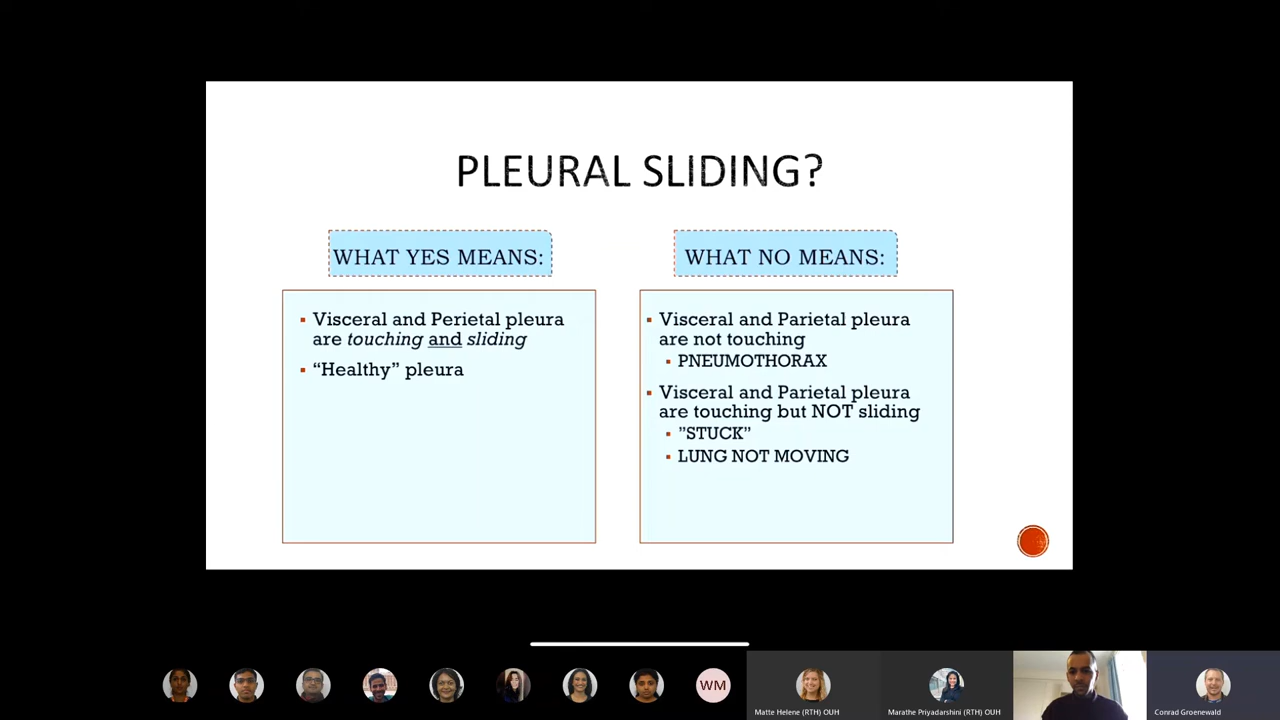 PLEURAL SLIDING?
WHAT YES MEANS:
Visceral and Perietal pleura
are touching and sliding
“Healthy” pleura
WHAT NO MEANS:
Visceral and Parietal pleura
are not touching
PNEUMOTHORAX
Visceral and Parietal pleura
are touching but NOT sliding
”STUCK”
LUNG NOT MOVING
WM
Matte Helene (RTH) OUH
Marathe Priyadarshini (RTH) OUH
Conrad Groenewald